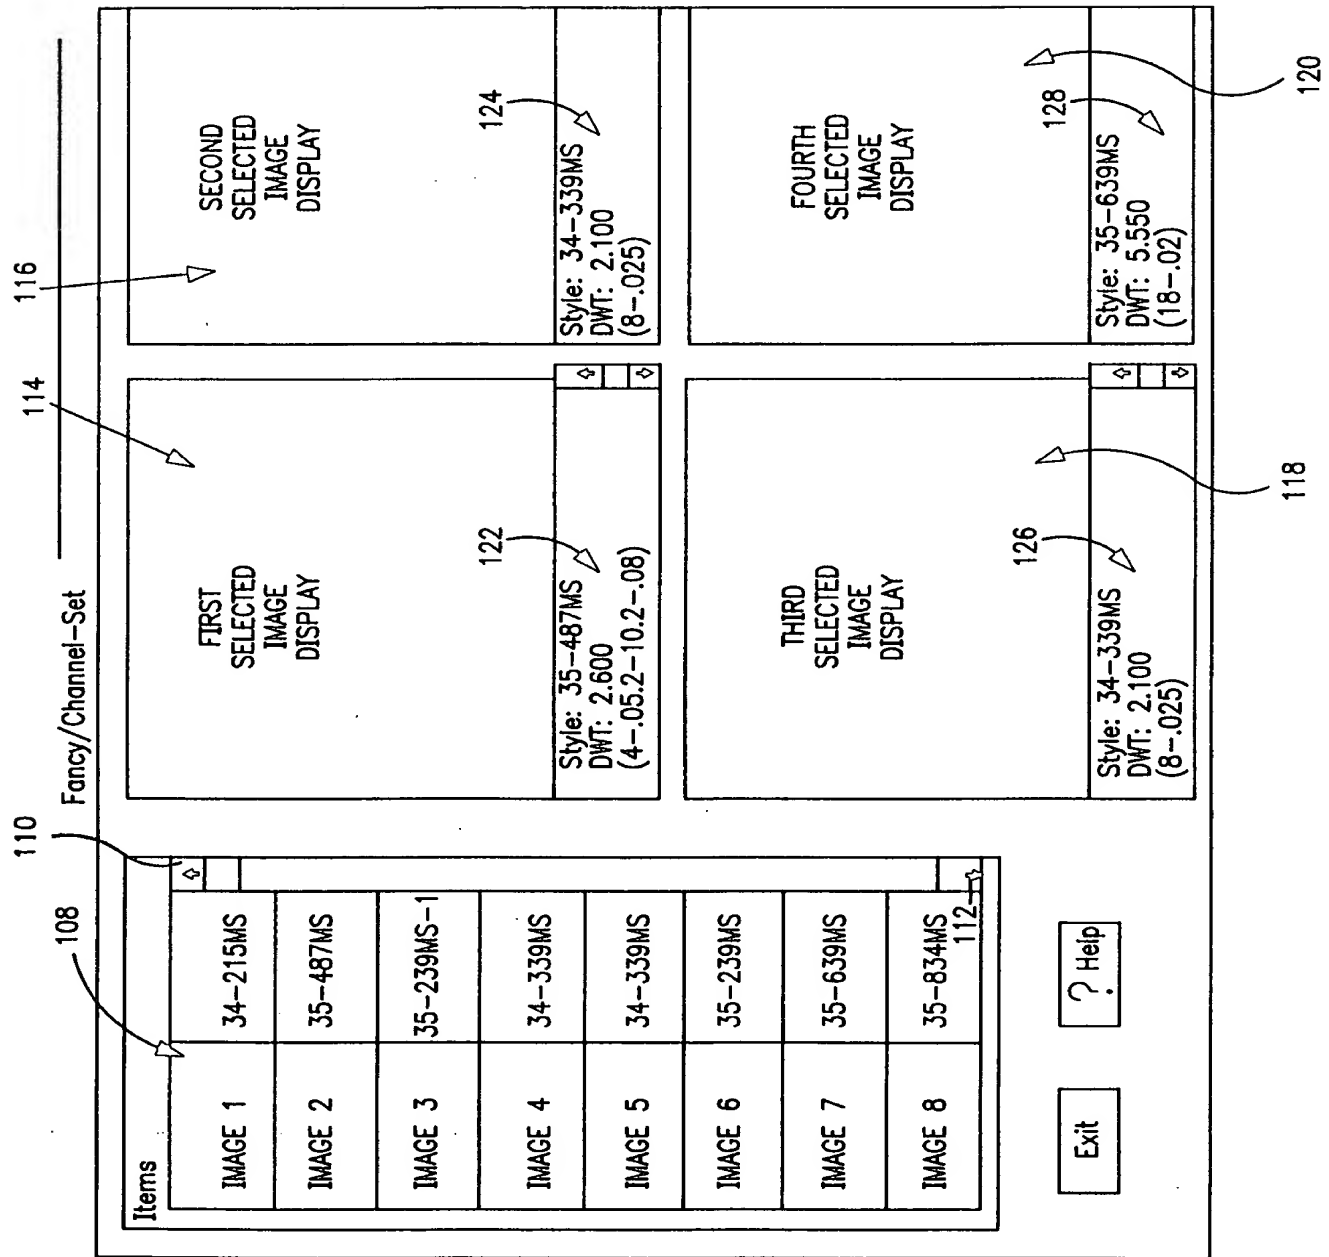 Fancy/Channel-Set
108
110
114
116
Items
IMAGE 1 34-215MS
IMAGE 2 35-487MS
IMAGE 3 35-239MS-1
IMAGE 4 34-339MS
IMAGE 5 34-339MS
IMAGE 6 35-239MS
IMAGE 7 35-639MS
IMAGE 8 35-834MS
112
Exit
? Help
FIRST
SELECTED
IMAGE
DISPLAY
122
Style: 35-487MS
DWT: 2.600
(4-.05.2-10.2-.08)
SECOND
SELECTED
IMAGE
DISPLAY
124
Style: 34-339MS
DWT: 2.100
(8-.025)
THIRD
SELECTED
IMAGE
DISPLAY
126
Style: 34-339MS
DWT: 2.100
(8-.025)
FOURTH
SELECTED
IMAGE
DISPLAY
128
Style: 35-639MS
DWT: 5.550
(18-.02)
118
120